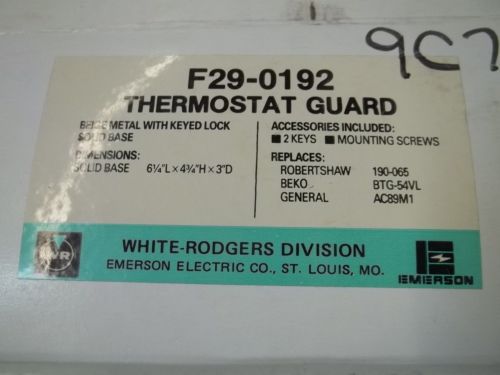 9C7
F29-0192
THERMOSTAT GUARD
BEIGE METAL WITH KEYED LOCK
SOLID BASE
DIMENSIONS:
SOLID BASE 6¼"L × 4¾"H × 3"D
ACCESSORIES INCLUDED:
■ 2 KEYS ■ MOUNTING SCREWS
REPLACES:
ROBERTSHAW 190-065
BEKO BTG-54VL
GENERAL AC89M1
WR
WHITE-RODGERS DIVISION
EMERSON ELECTRIC CO., ST. LOUIS, MO.
EMERSON